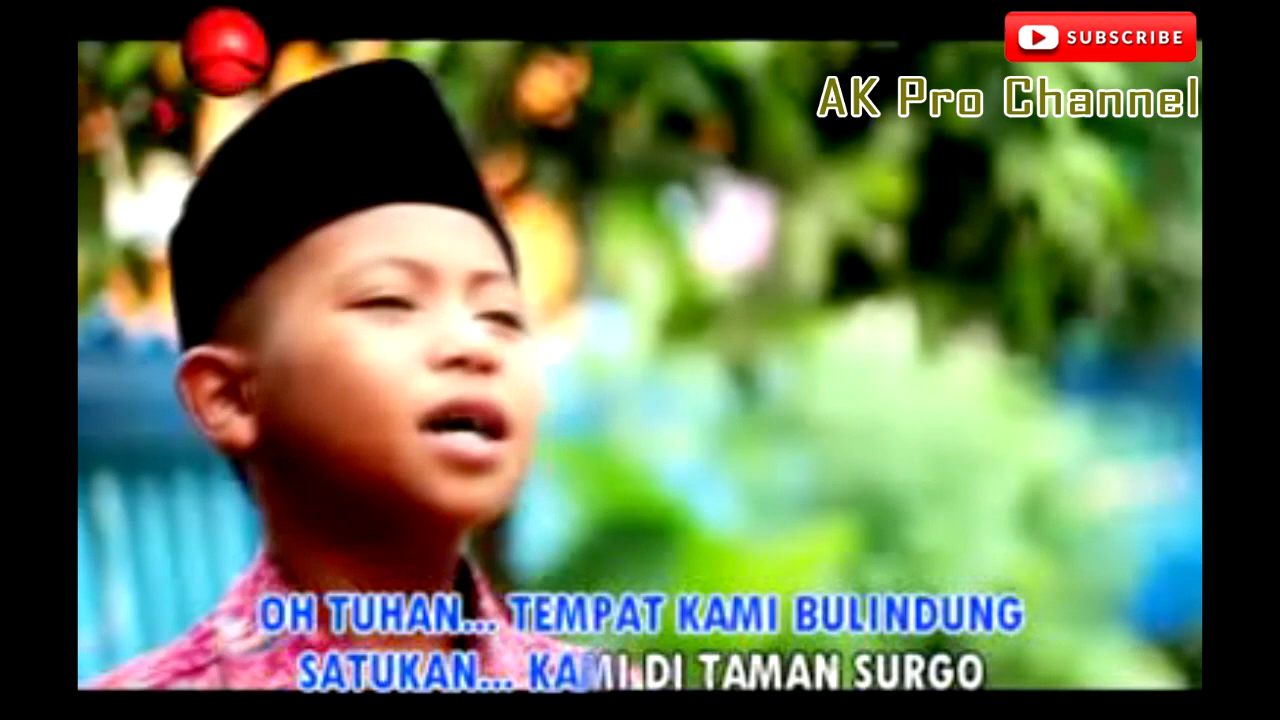 SUBSCRIBE
AK Pro Channel
OH TUHAN... TEMPAT KAMI BULINDUNG
SATUKAN... KAMI DI TAMAN SURGO